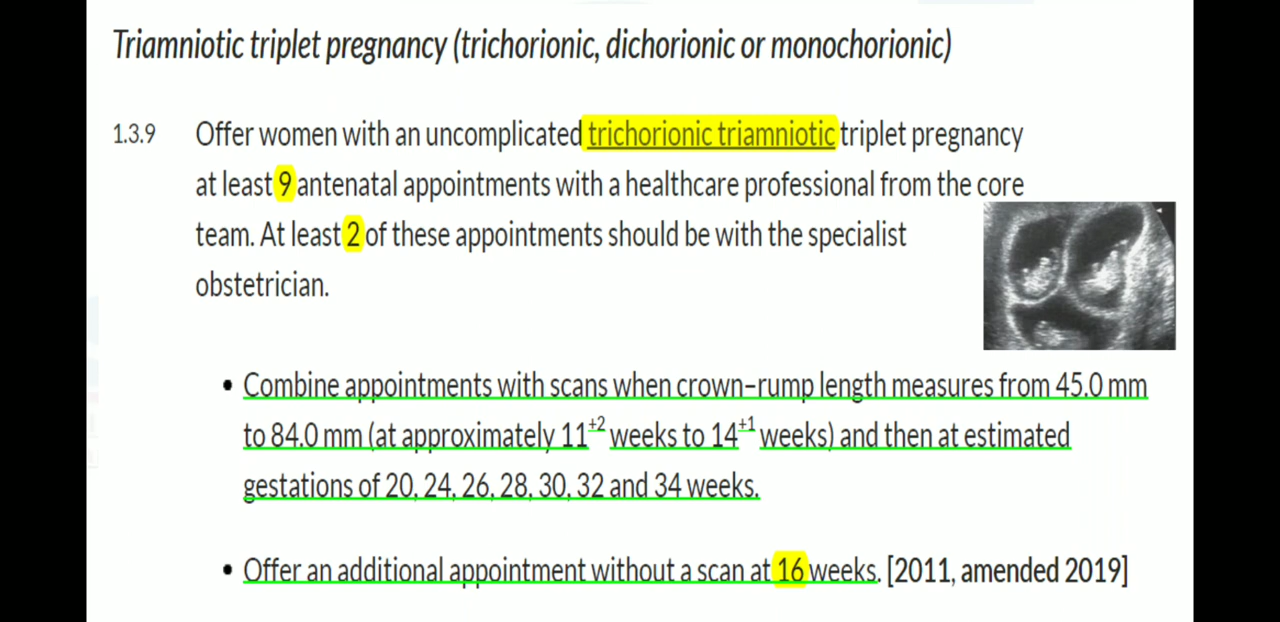 Triamniotic triplet pregnancy (trichorionic, dichorionic or monochorionic)
1.3.9 Offer women with an uncomplicated trichorionic triamniotic triplet pregnancy
at least 9 antenatal appointments with a healthcare professional from the core
team. At least 2 of these appointments should be with the specialist
obstetrician.
• Combine appointments with scans when crown–rump length measures from 45.0 mm
to 84.0 mm (at approximately 11+2 weeks to 14+1 weeks) and then at estimated
gestations of 20, 24, 26, 28, 30, 32 and 34 weeks.
• Offer an additional appointment without a scan at 16 weeks. [2011, amended 2019]